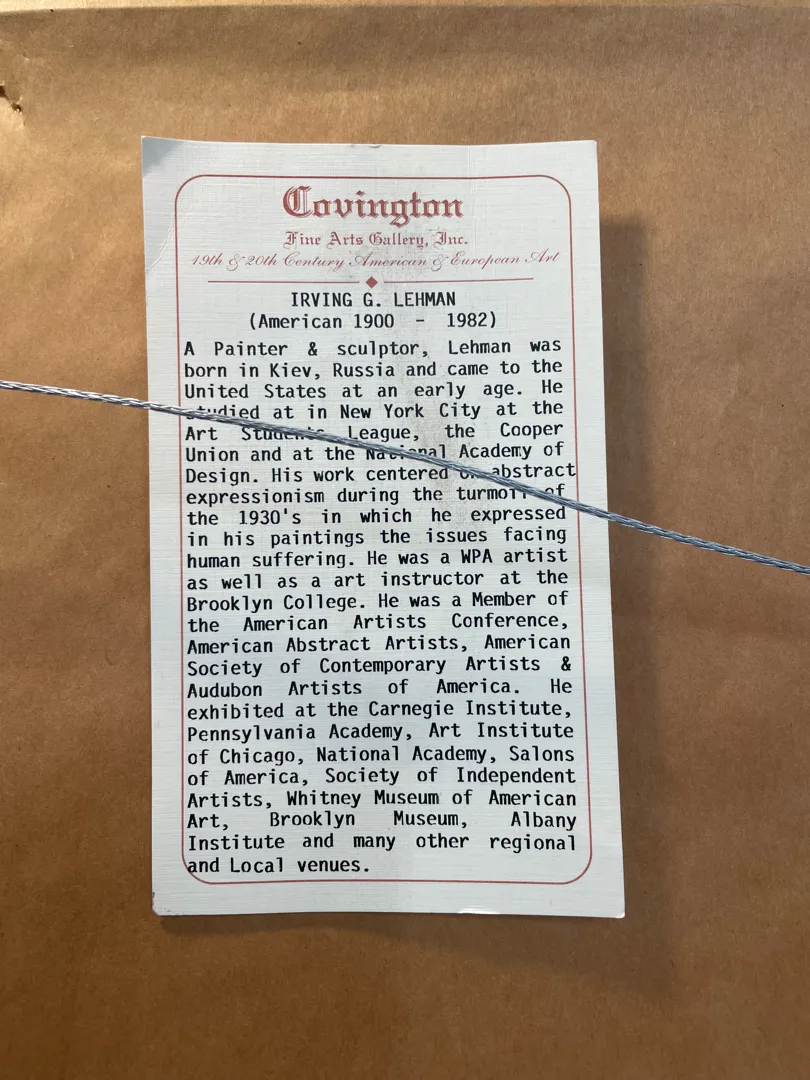 Covington
Fine Arts Gallery, Inc.
19th & 20th Century American & European Art
IRVING G. LEHMAN
(American 1900 - 1982)
A Painter & sculptor, Lehman was
born in Kiev, Russia and came to the
United States at an early age. He
studied at in New York City at the
Art Students League, the Cooper
Union and at the National Academy of
Design. His work centered on abstract
expressionism during the turmoil of
the 1930's in which he expressed
in his paintings the issues facing
human suffering. He was a WPA artist
as well as a art instructor at the
Brooklyn College. He was a Member of
the American Artists Conference,
American Abstract Artists, American
Society of Contemporary Artists &
Audubon Artists of America. He
exhibited at the Carnegie Institute,
Pennsylvania Academy, Art Institute
of Chicago, National Academy, Salons
of America, Society of Independent
Artists, Whitney Museum of American
Art, Brooklyn Museum, Albany
Institute and many other regional
and Local venues.